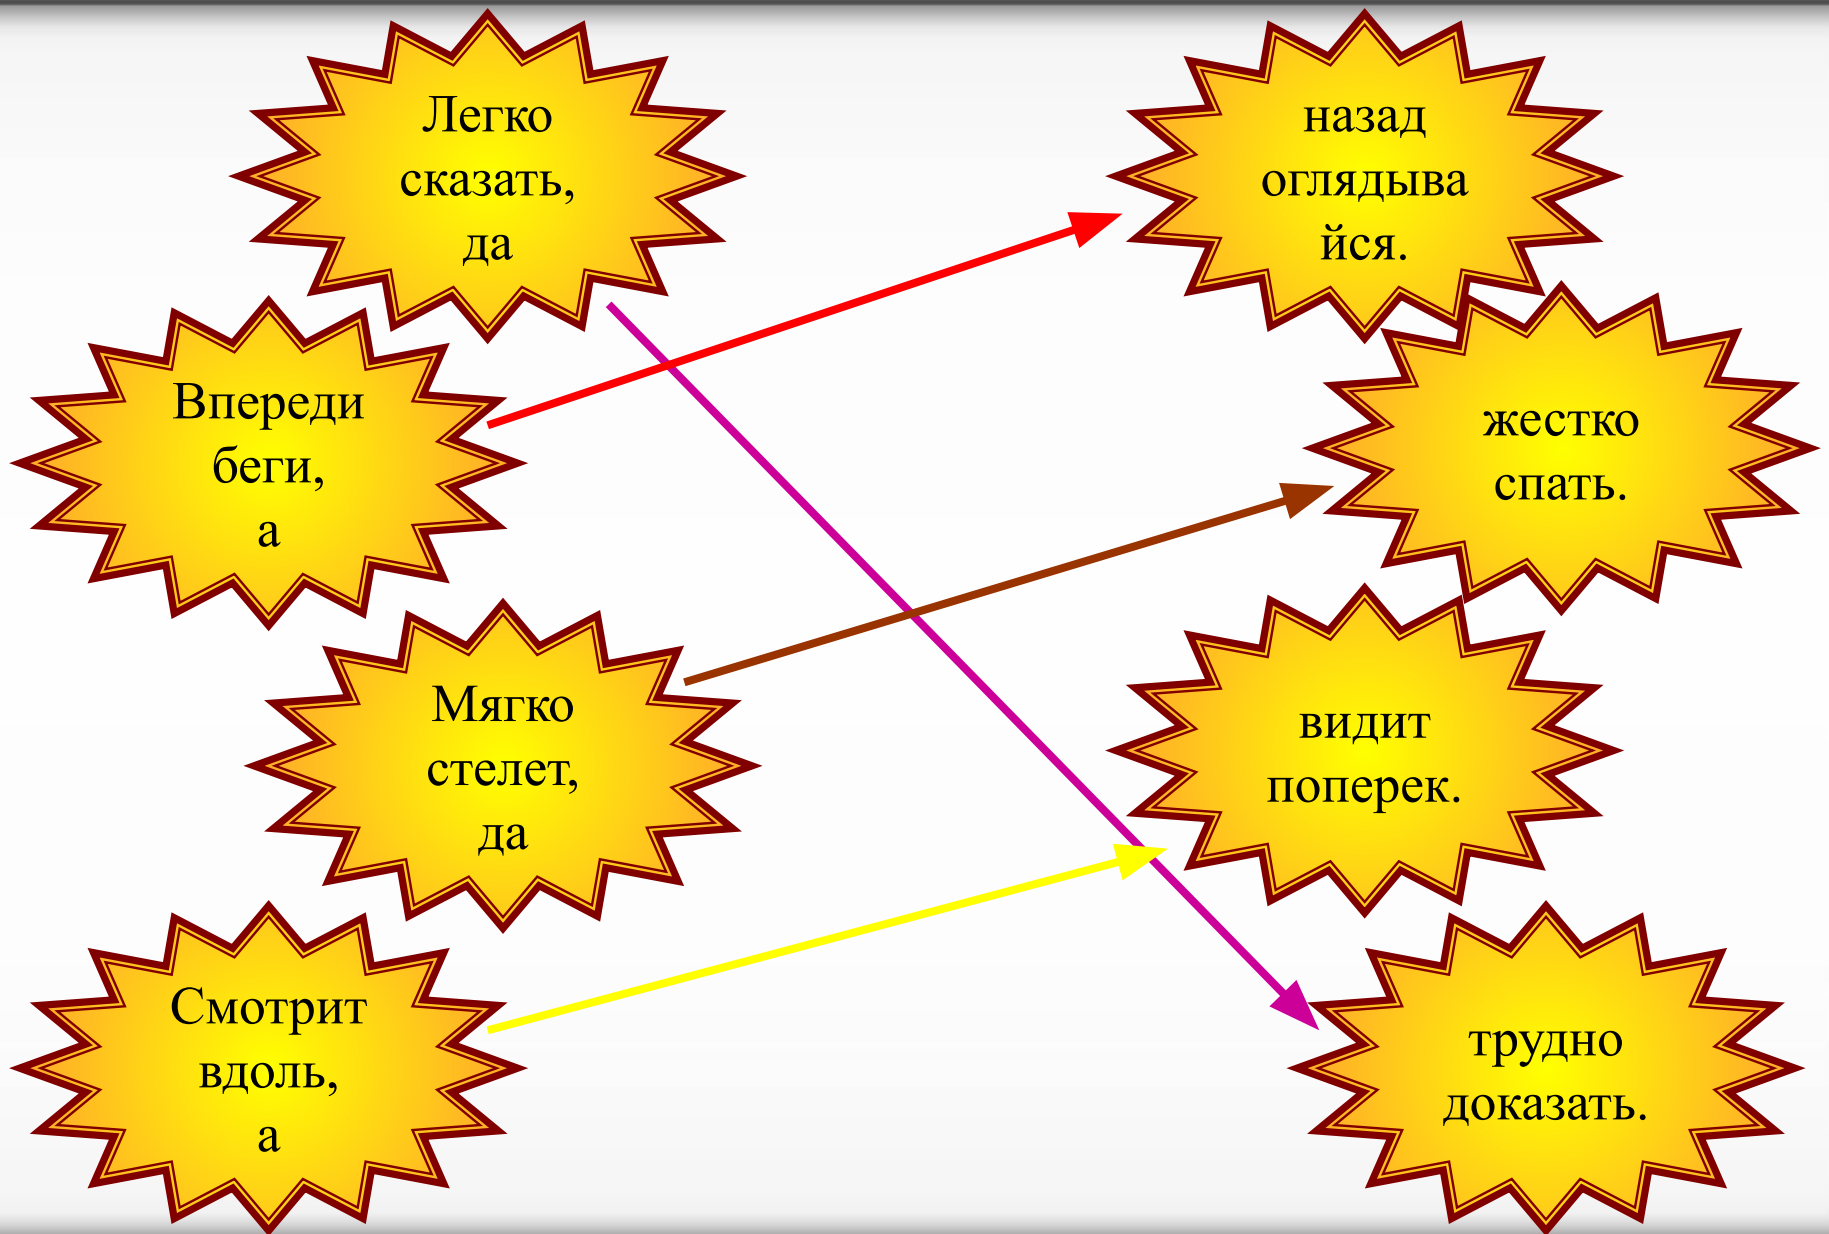 Легко
сказать,
да
Впереди
беги,
а
Мягко
стелет,
да
Смотрит
вдоль,
а
назад
оглядыва
йся.
жестко
спать.
видит
поперек.
трудно
доказать.